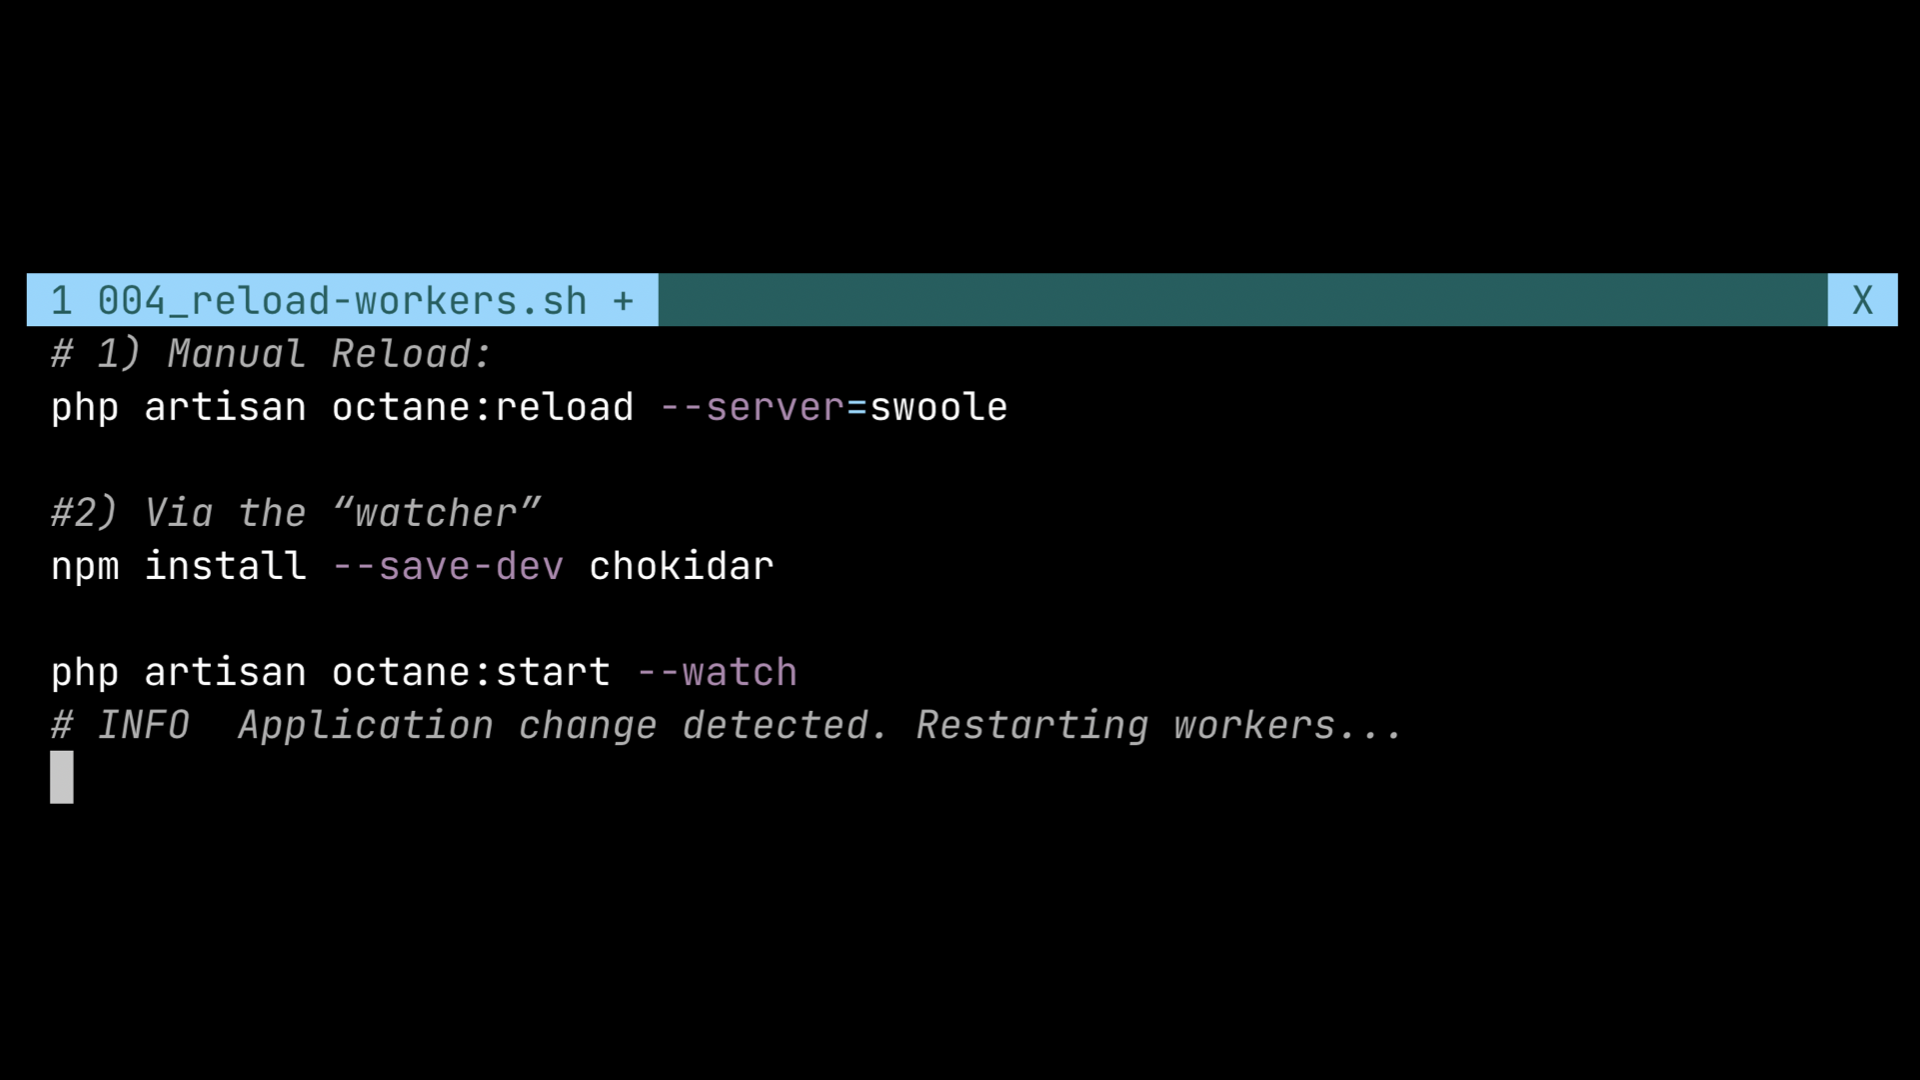 1 004_reload-workers.sh + X
# 1) Manual Reload:
php artisan octane:reload --server=swoole
#2) Via the “watcher”
npm install --save-dev chokidar
php artisan octane:start --watch
# INFO  Application change detected. Restarting workers...